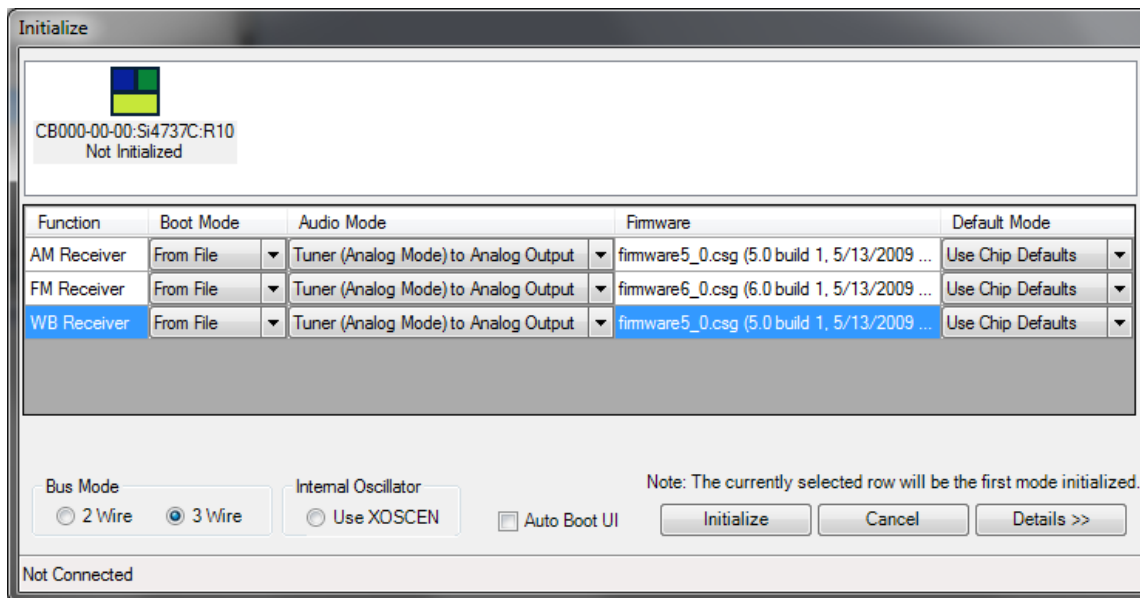 Initialize
CB000-00-00:Si4737C:R10
Not Initialized
Function Boot Mode Audio Mode Firmware Default Mode
AM Receiver From File Tuner (Analog Mode) to Analog Output firmware5_0.csg (5.0 build 1, 5/13/2009 ... Use Chip Defaults
FM Receiver From File Tuner (Analog Mode) to Analog Output firmware6_0.csg (6.0 build 1, 5/13/2009 ... Use Chip Defaults
WB Receiver From File Tuner (Analog Mode) to Analog Output firmware5_0.csg (5.0 build 1, 5/13/2009 ... Use Chip Defaults
Note: The currently selected row will be the first mode initialized.
Bus Mode Internal Oscillator
2 Wire 3 Wire Use XOSCEN Auto Boot UI Initialize Cancel Details >>
Not Connected